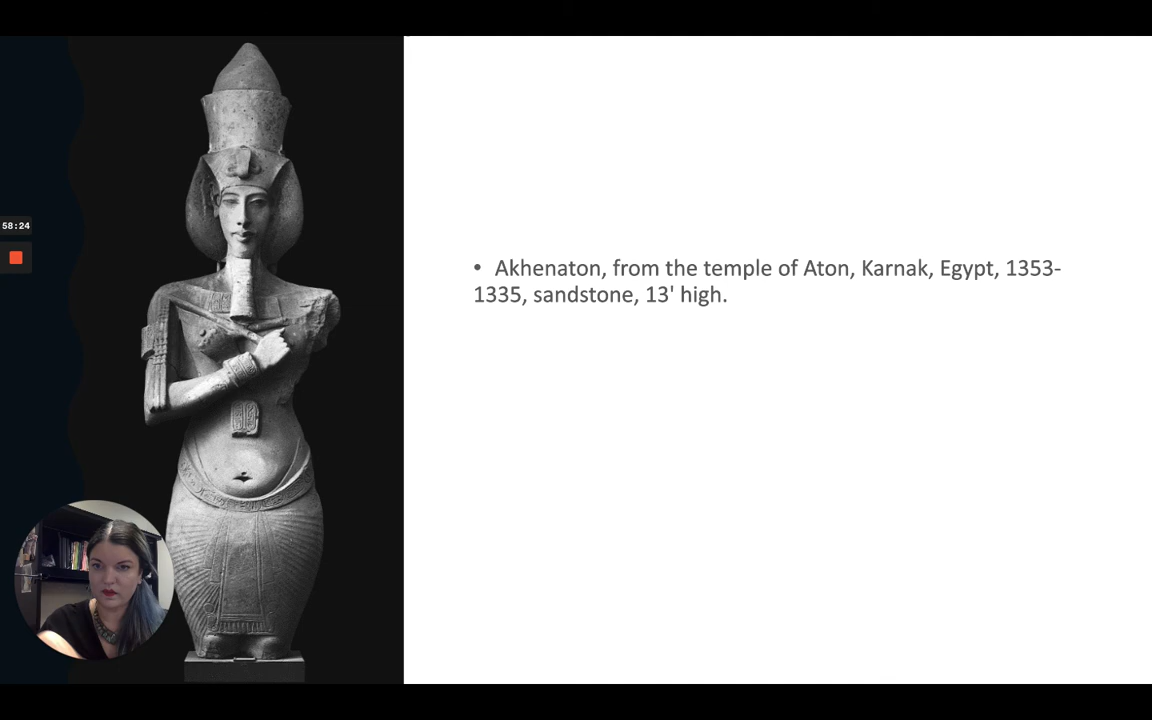 58:24
• Akhenaton, from the temple of Aton, Karnak, Egypt, 1353-
1335, sandstone, 13' high.